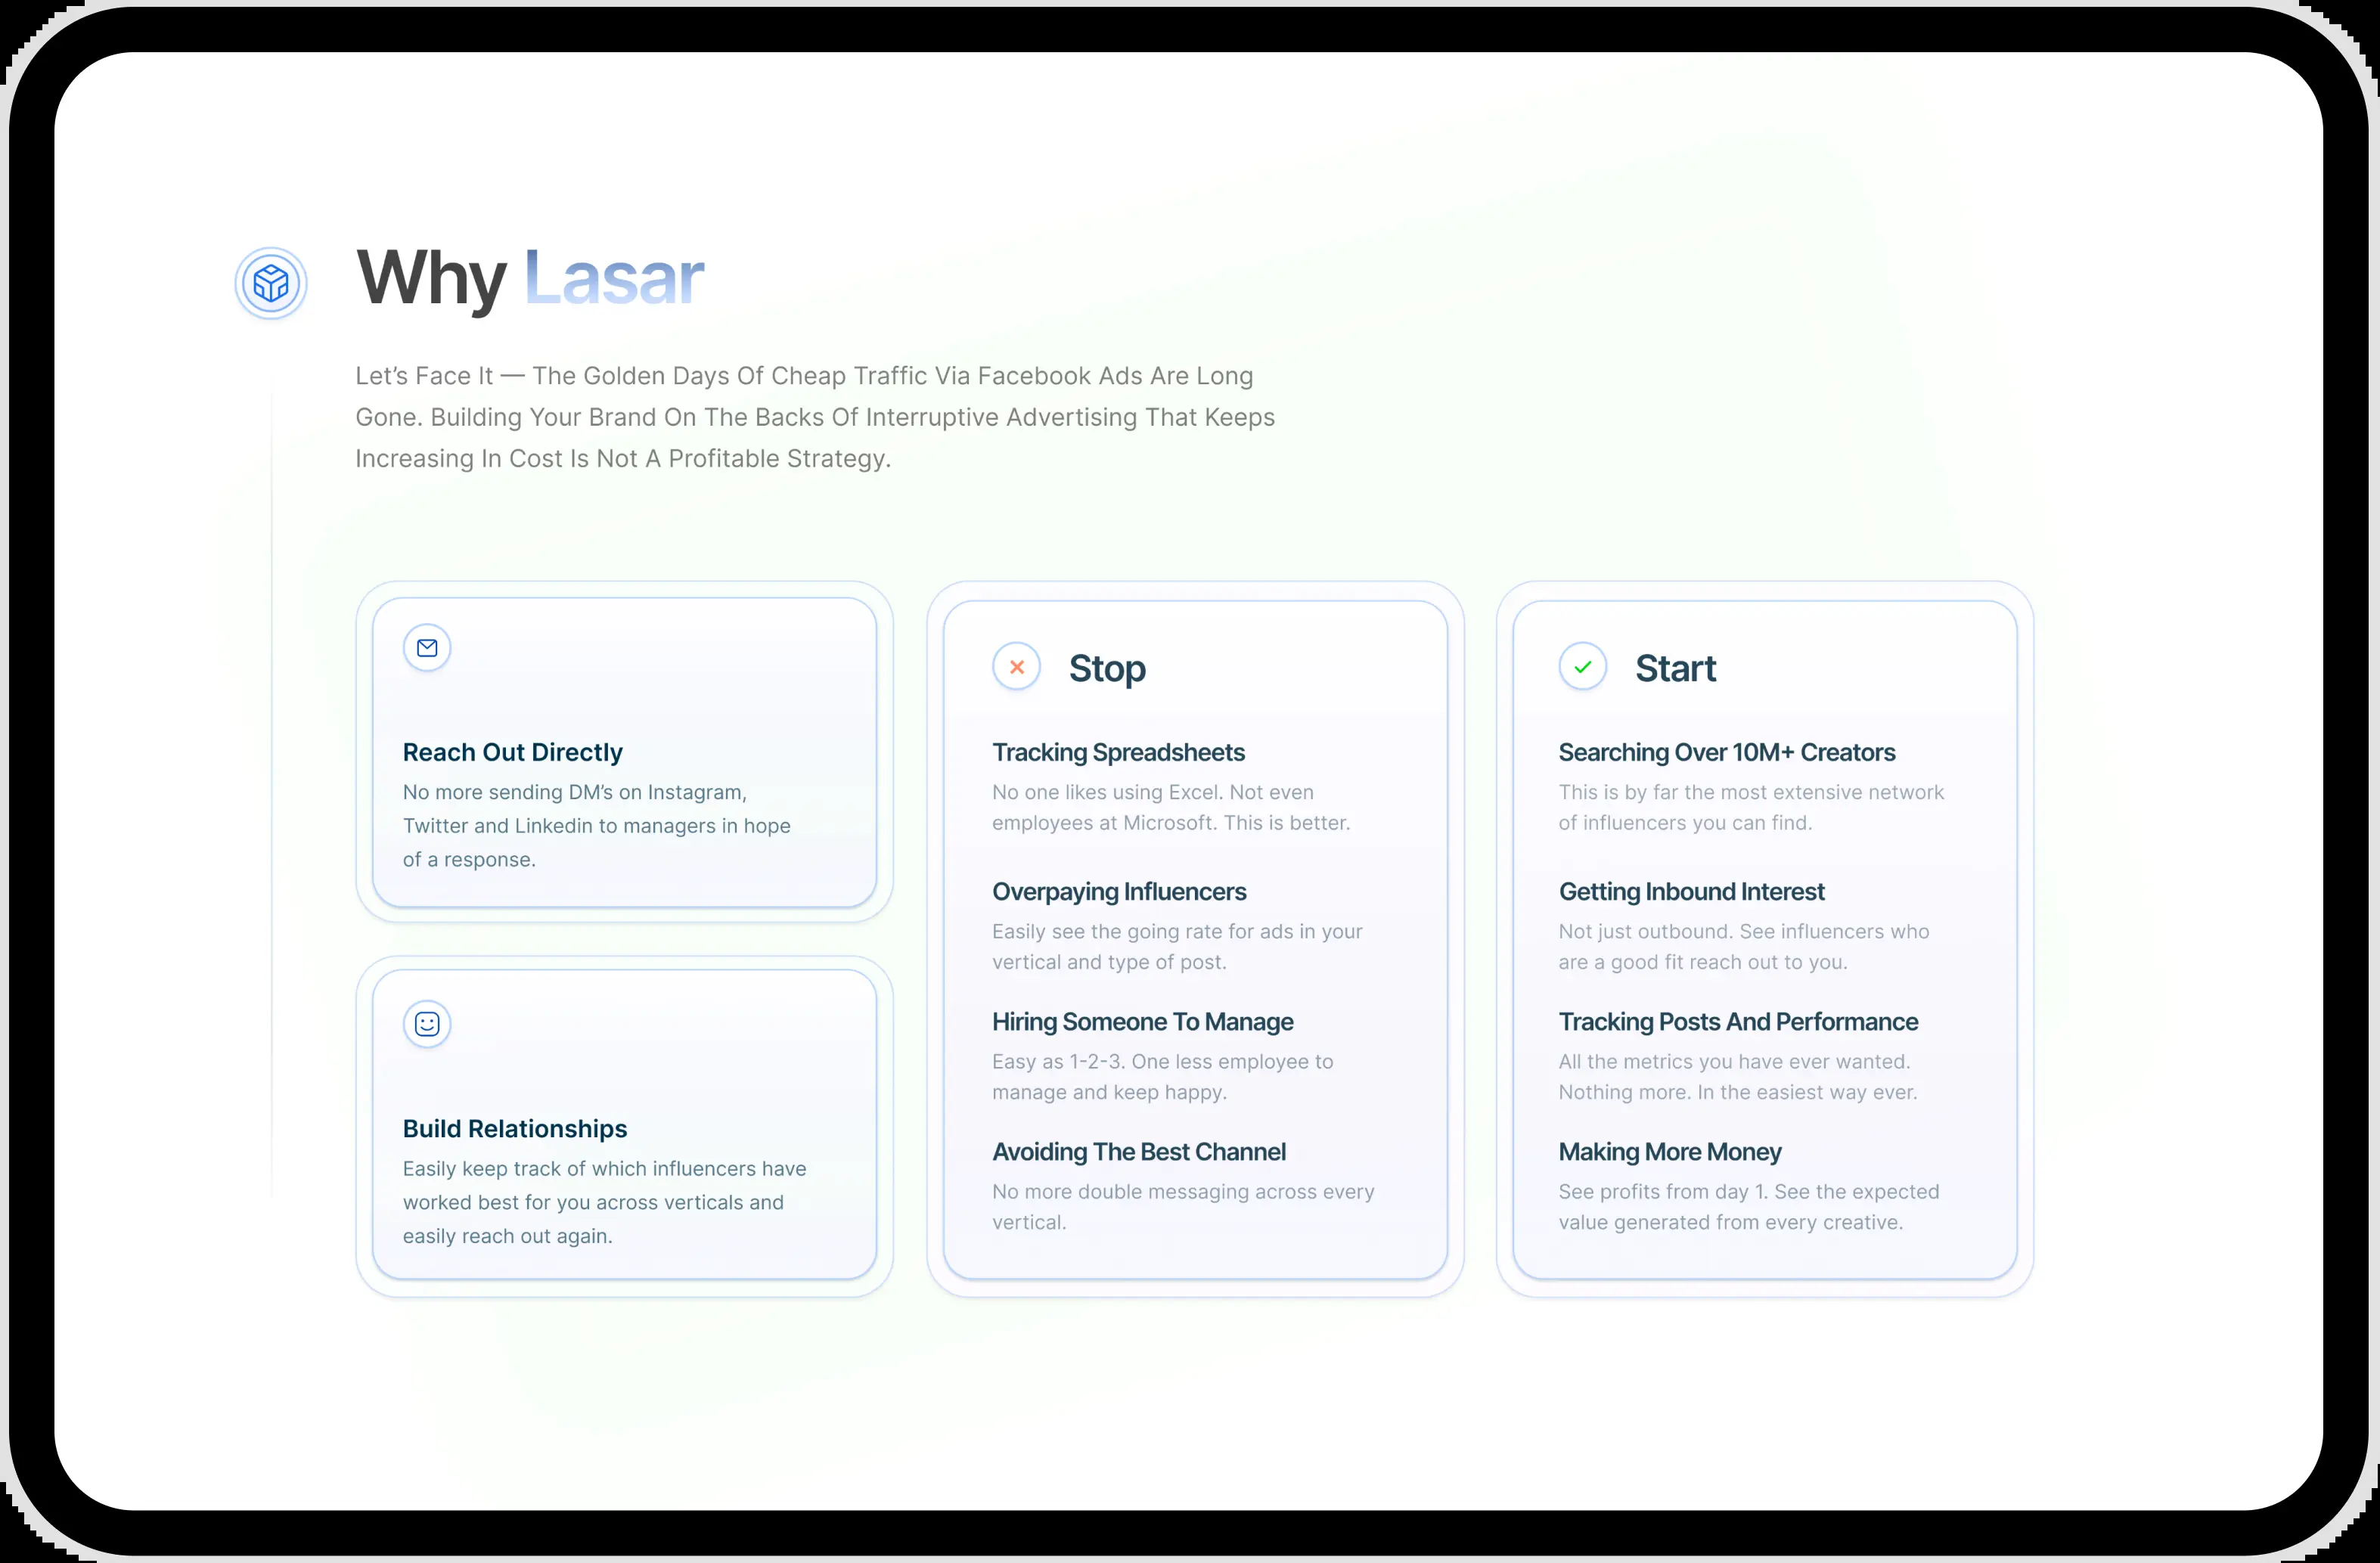 Why Lasar
Let’s Face It — The Golden Days Of Cheap Traffic Via Facebook Ads Are Long
Gone. Building Your Brand On The Backs Of Interruptive Advertising That Keeps
Increasing In Cost Is Not A Profitable Strategy.
Reach Out Directly
No more sending DM’s on Instagram,
Twitter and Linkedin to managers in hope
of a response.
Build Relationships
Easily keep track of which influencers have
worked best for you across verticals and
easily reach out again.
Stop
Tracking Spreadsheets
No one likes using Excel. Not even
employees at Microsoft. This is better.
Overpaying Influencers
Easily see the going rate for ads in your
vertical and type of post.
Hiring Someone To Manage
Easy as 1-2-3. One less employee to
manage and keep happy.
Avoiding The Best Channel
No more double messaging across every
vertical.
Start
Searching Over 10M+ Creators
This is by far the most extensive network
of influencers you can find.
Getting Inbound Interest
Not just outbound. See influencers who
are a good fit reach out to you.
Tracking Posts And Performance
All the metrics you have ever wanted.
Nothing more. In the easiest way ever.
Making More Money
See profits from day 1. See the expected
value generated from every creative.